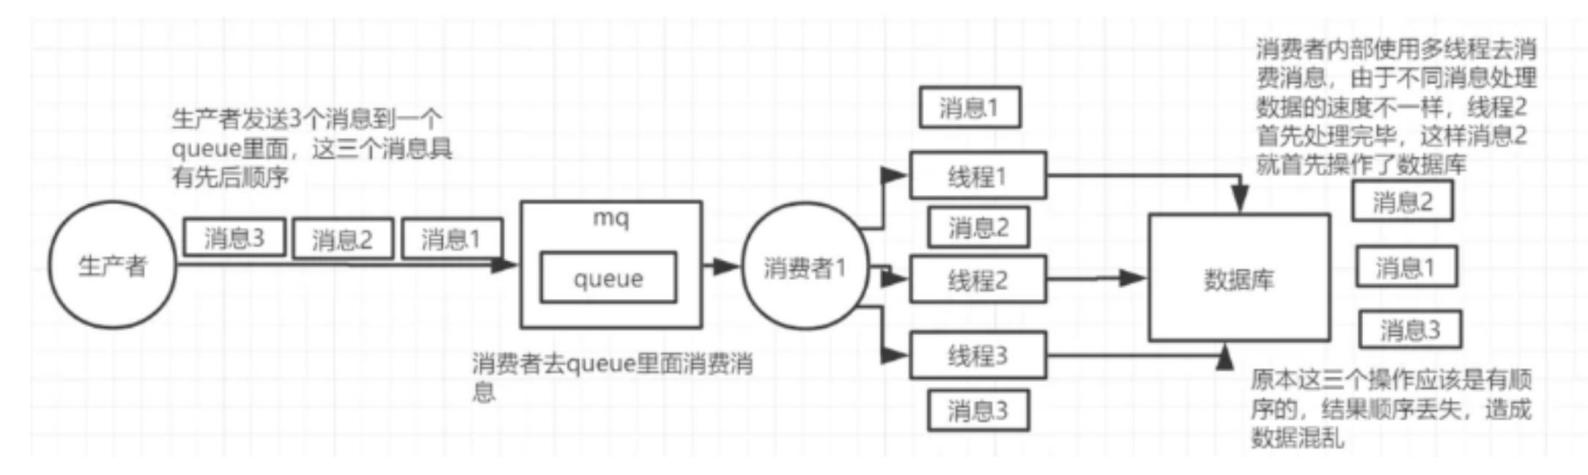 生产者发送3个消息到一个
queue里面，这三个消息具
有先后顺序
生产者
消息3
消息2
消息1
mq
queue
消费者去queue里面消费消
息
消费者1
消息1
线程1
消息2
线程2
线程3
消息3
数据库
消费者内部使用多线程去消
费消息，由于不同消息处理
数据的速度不一样，线程2
首先处理完毕，这样消息2
就首先操作了数据库
消息2
消息1
消息3
原本这三个操作应该是有顺
序的，结果顺序丢失，造成
数据混乱